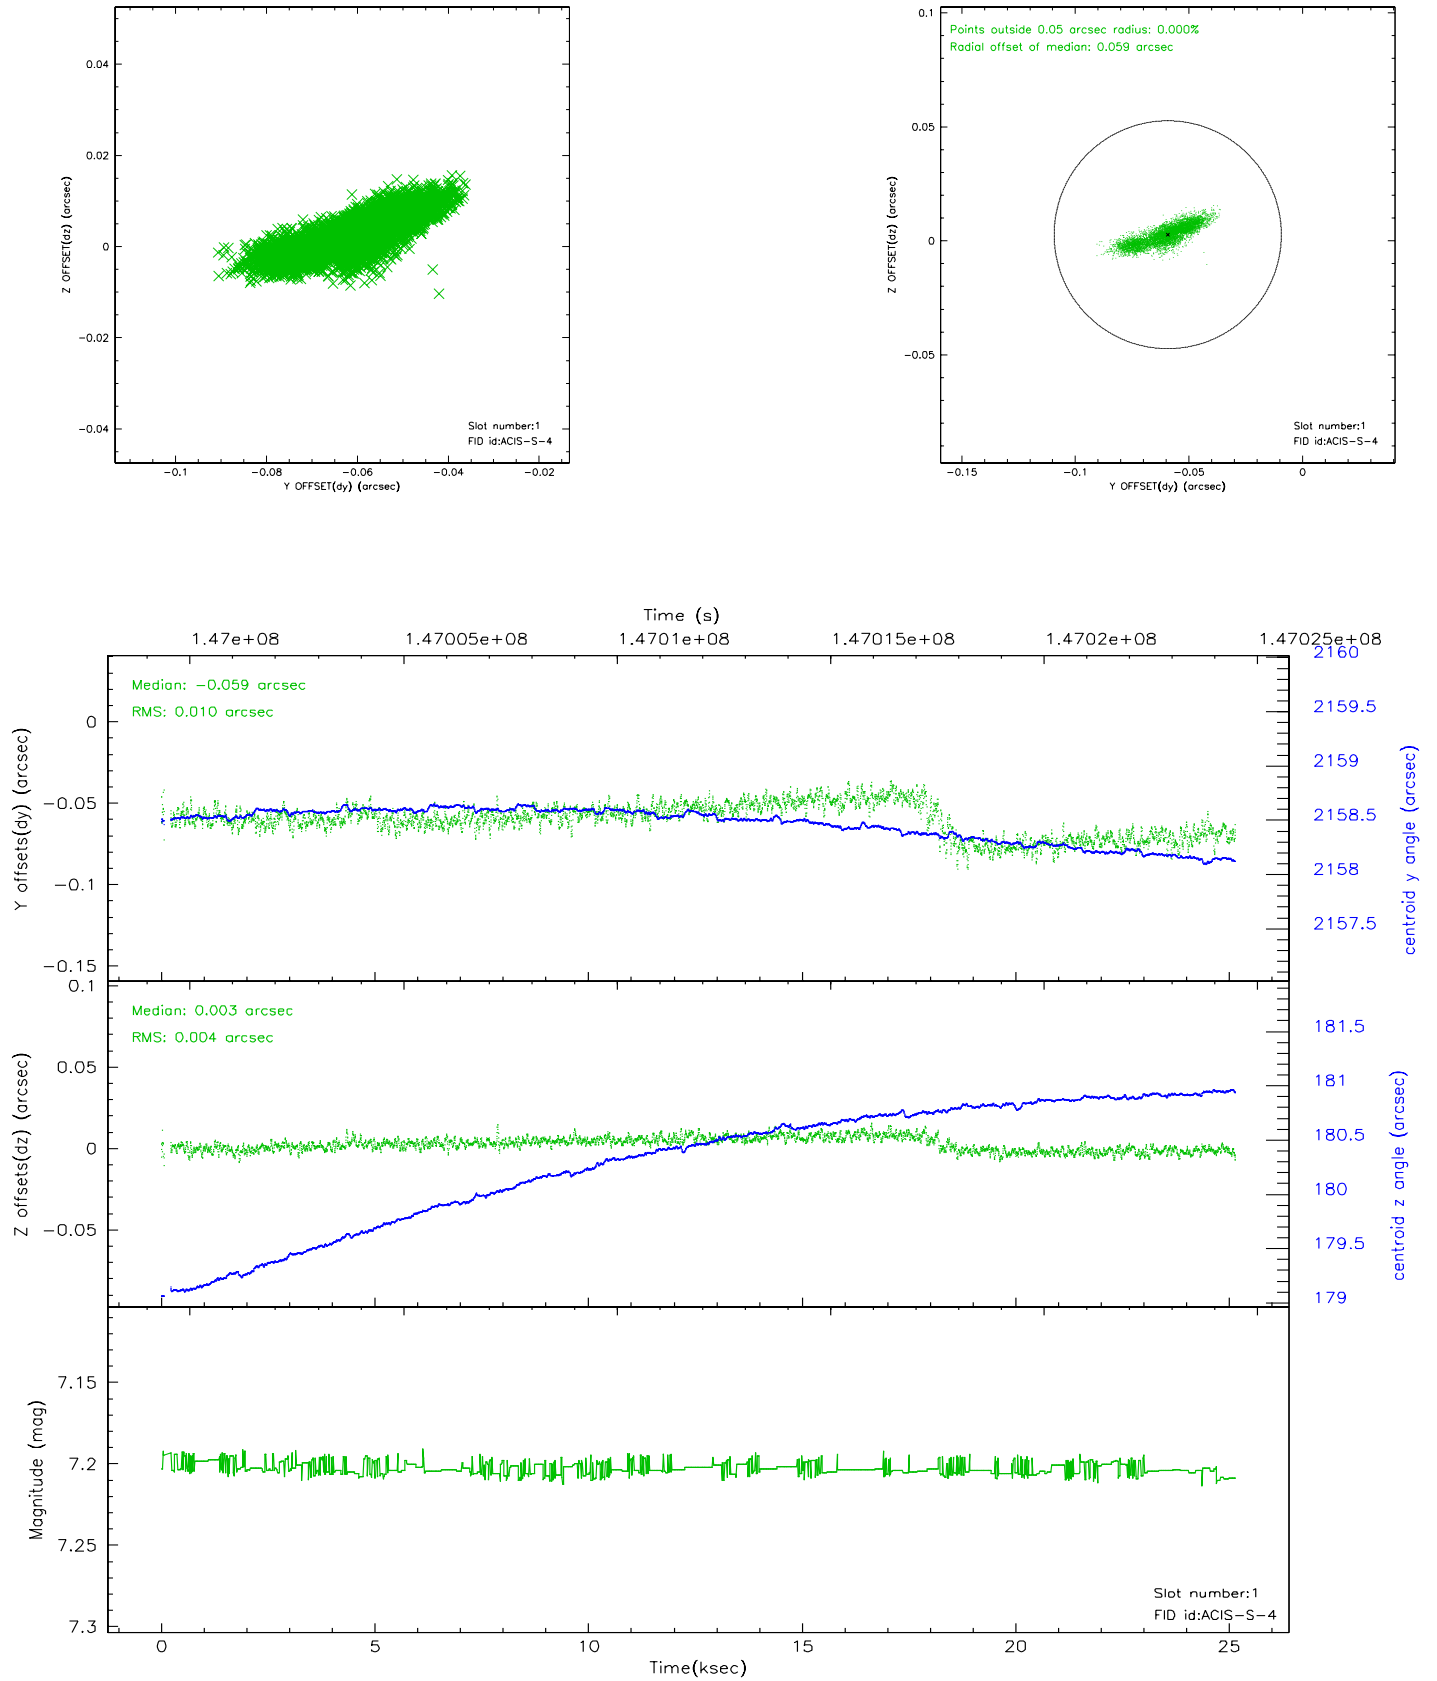 0.04
0.02
0
−0.02
−0.04
Z OFFSET(dz) (arcsec)
Slot number:1
FID id:ACIS−S−4
−0.1
−0.08
−0.06
−0.04
−0.02
Y OFFSET(dy) (arcsec)
0.1
0.05
0
−0.05
Z OFFSET(dz) (arcsec)
Points outside 0.05 arcsec radius: 0.000%
Radial offset of median: 0.059 arcsec
Slot number:1
FID id:ACIS−S−4
−0.15
−0.1
−0.05
0
Y OFFSET(dy) (arcsec)
Time (s)
1.47e+08
1.47005e+08
1.4701e+08
1.47015e+08
1.4702e+08
1.47025e+08
Median: −0.059 arcsec
RMS: 0.010 arcsec
0
−0.05
−0.1
−0.15
Y offsets(dy) (arcsec)
2160
2159.5
2159
2158.5
2158
2157.5
centroid y angle (arcsec)
Median: 0.003 arcsec
RMS: 0.004 arcsec
0.1
0.05
0
−0.05
Z offsets(dz) (arcsec)
181.5
181
180.5
180
179.5
179
centroid z angle (arcsec)
7.15
7.2
7.25
7.3
Magnitude (mag)
Slot number:1
FID id:ACIS−S−4
0
5
10
15
20
25
Time(ksec)